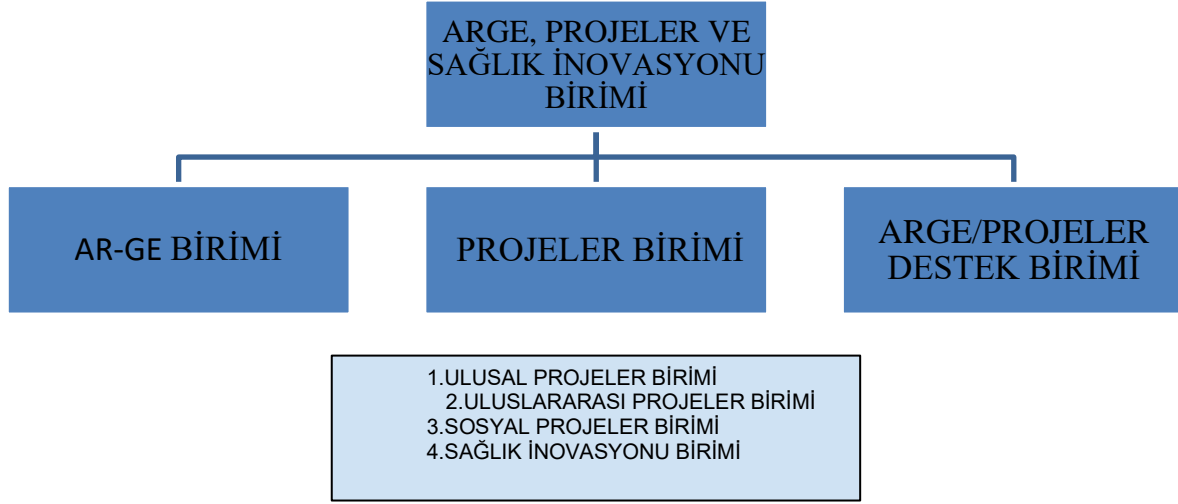 ARGE, PROJELER VE
SAĞLIK İNOVASYONU
BİRİMİ
AR-GE BİRİMİ
PROJELER BİRİMİ
ARGE/PROJELER
DESTEK BİRİMİ
1.ULUSAL PROJELER BİRİMİ
2.ULUSLARARASI PROJELER BİRİMİ
3.SOSYAL PROJELER BİRİMİ
4.SAĞLIK İNOVASYONU BİRİMİ